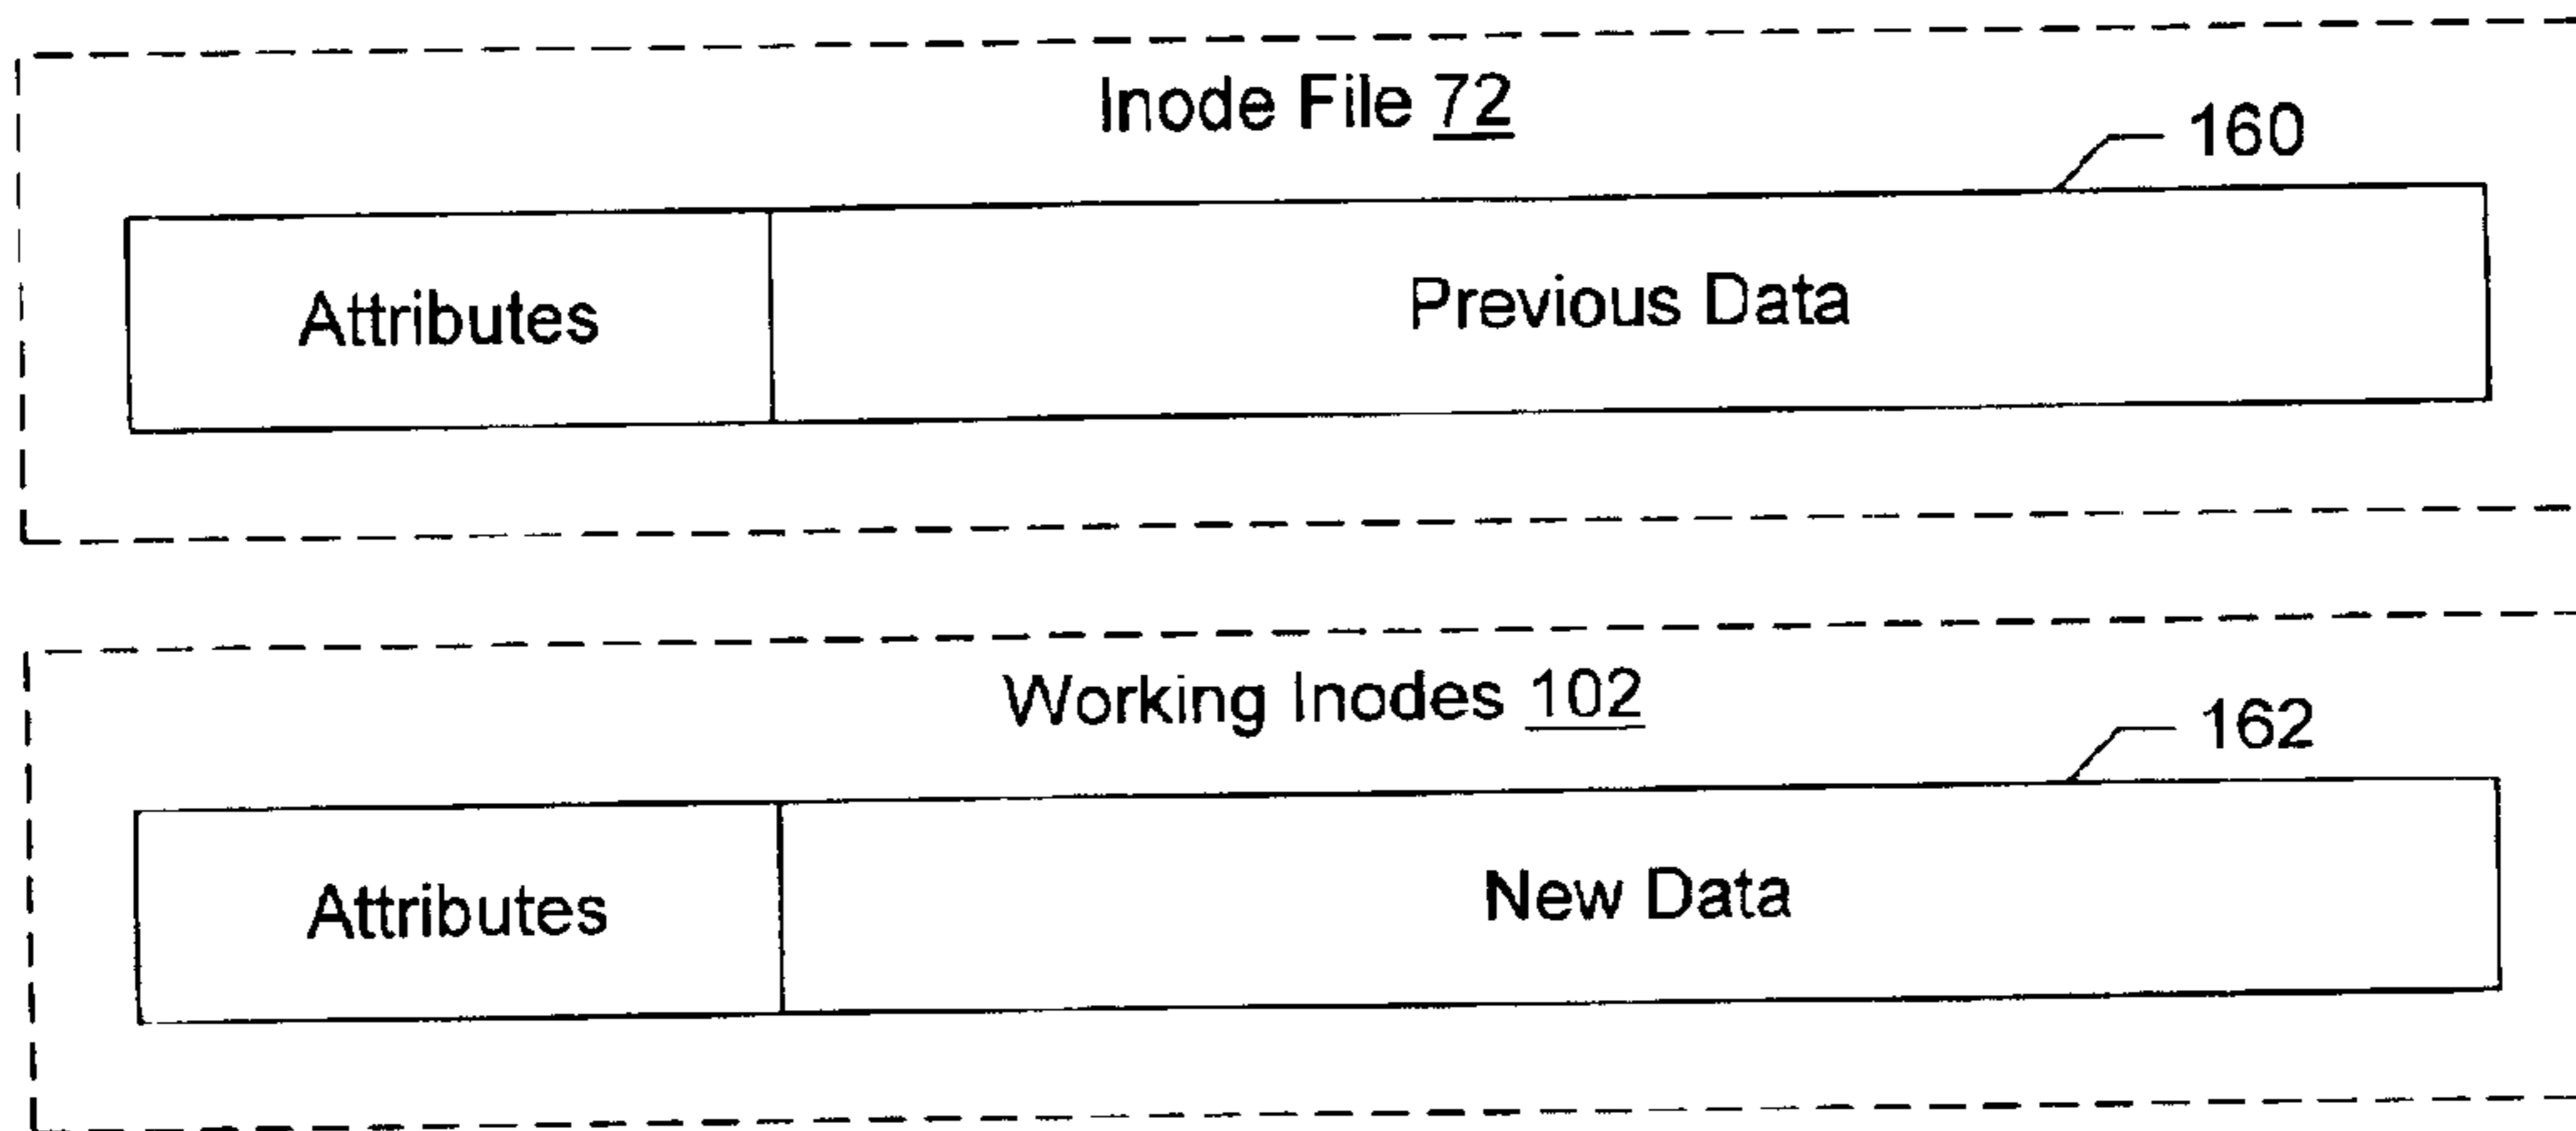 Inode File 72
160
Attributes
Previous Data
Working Inodes 102
162
Attributes
New Data